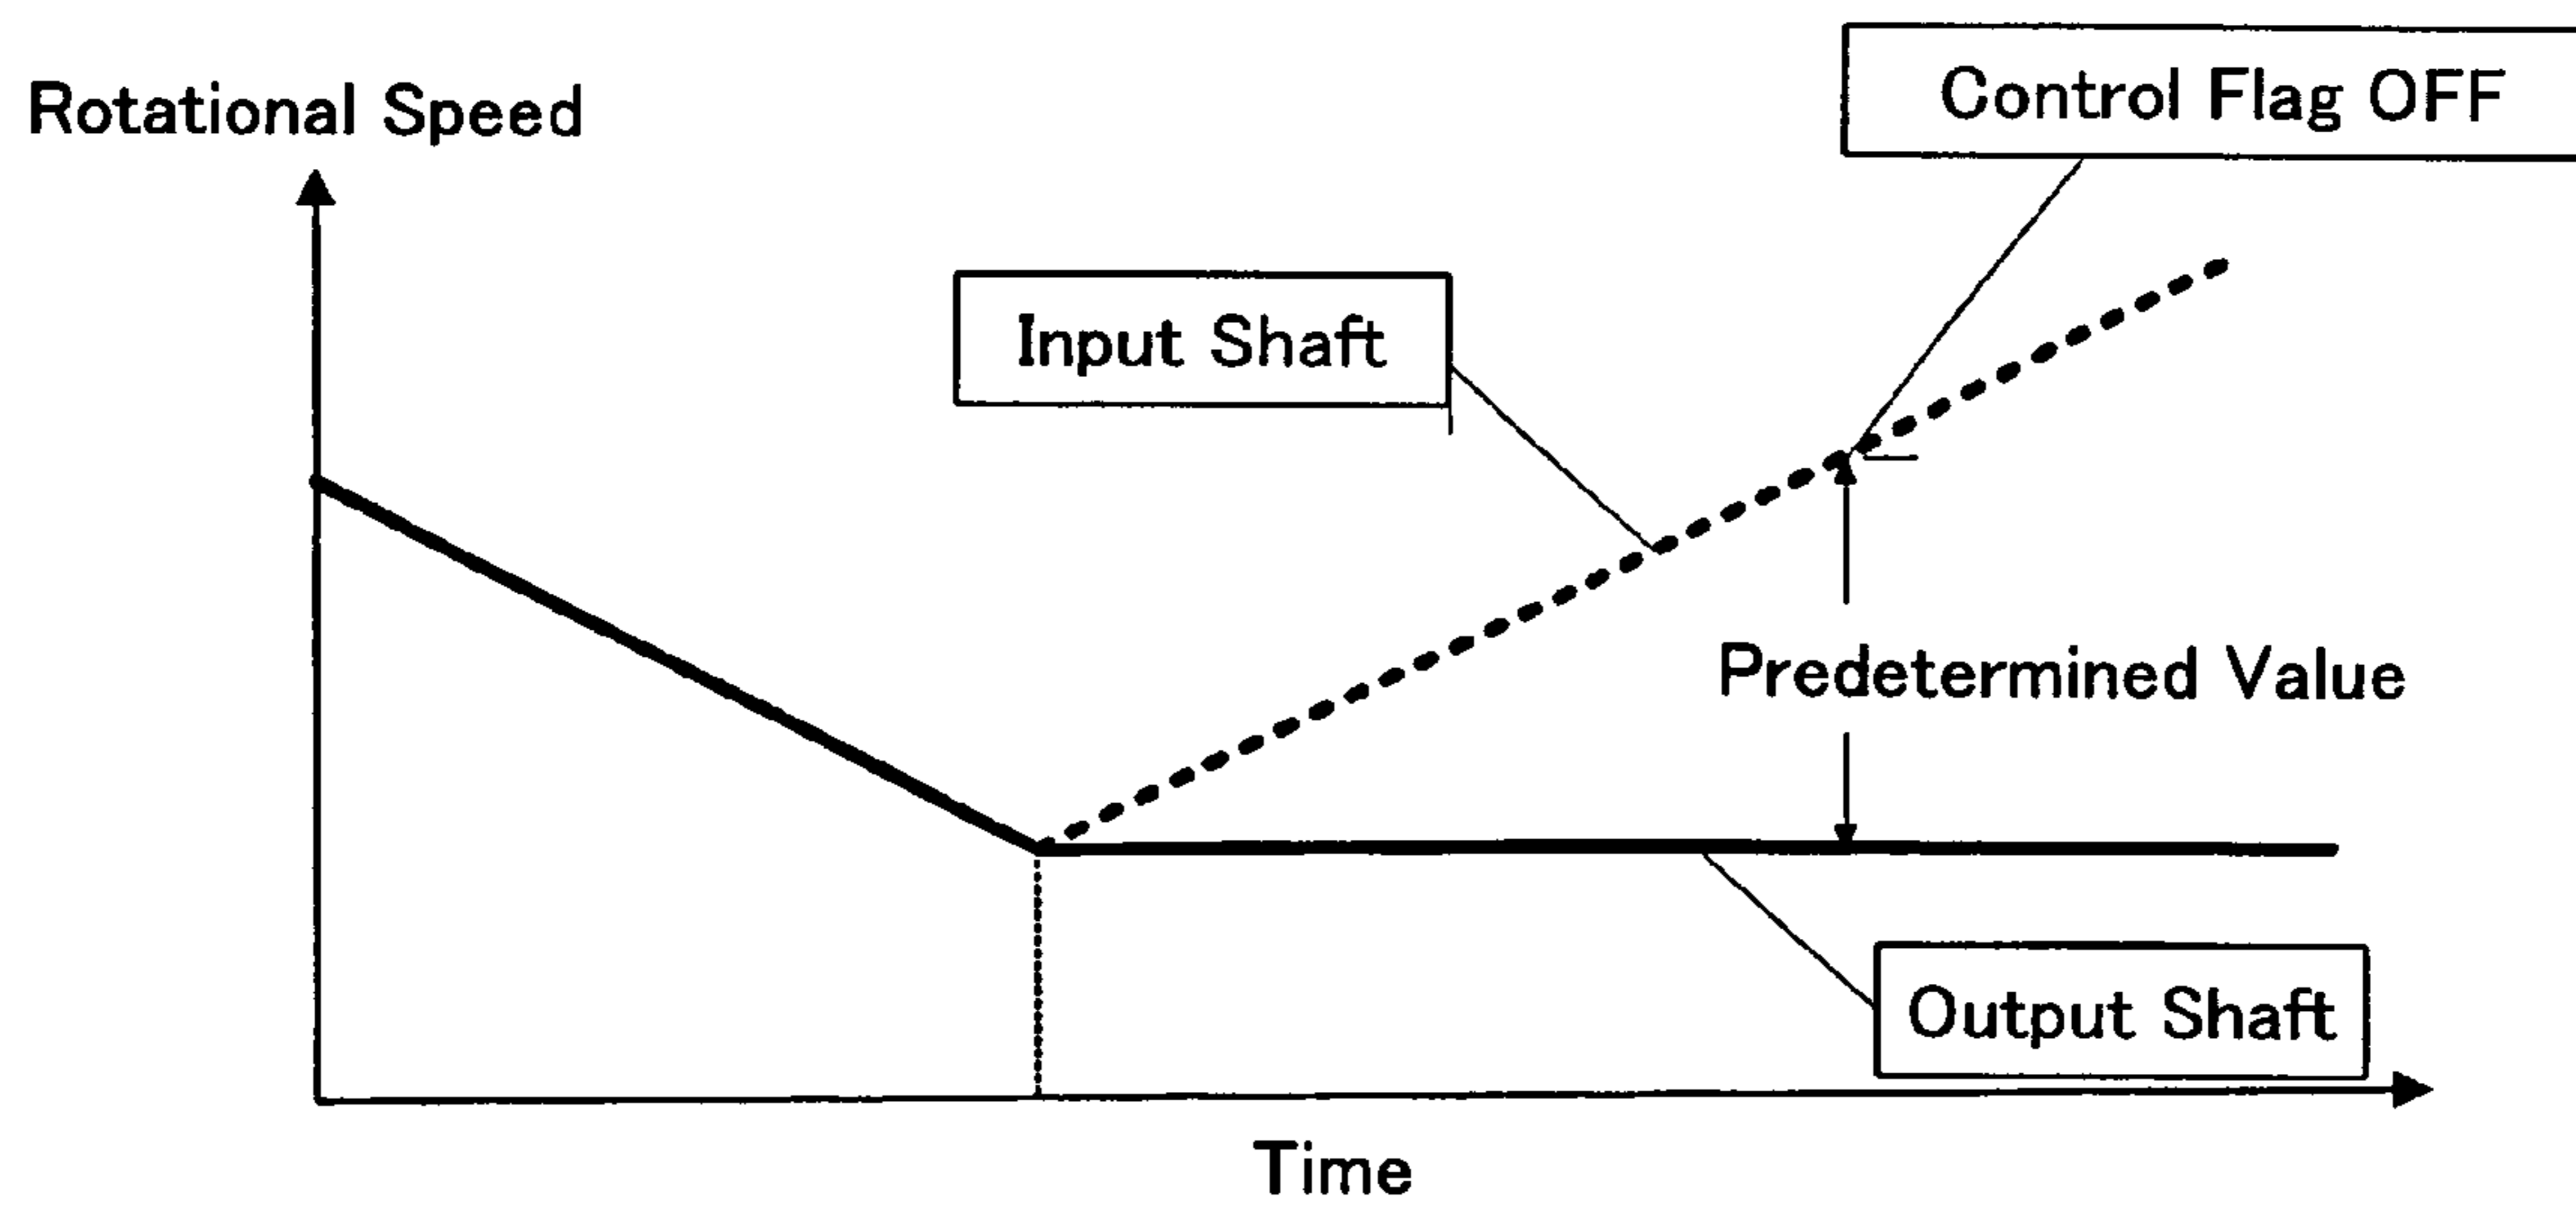 Rotational Speed
Control Flag OFF
Input Shaft
Predetermined Value
Output Shaft
Time